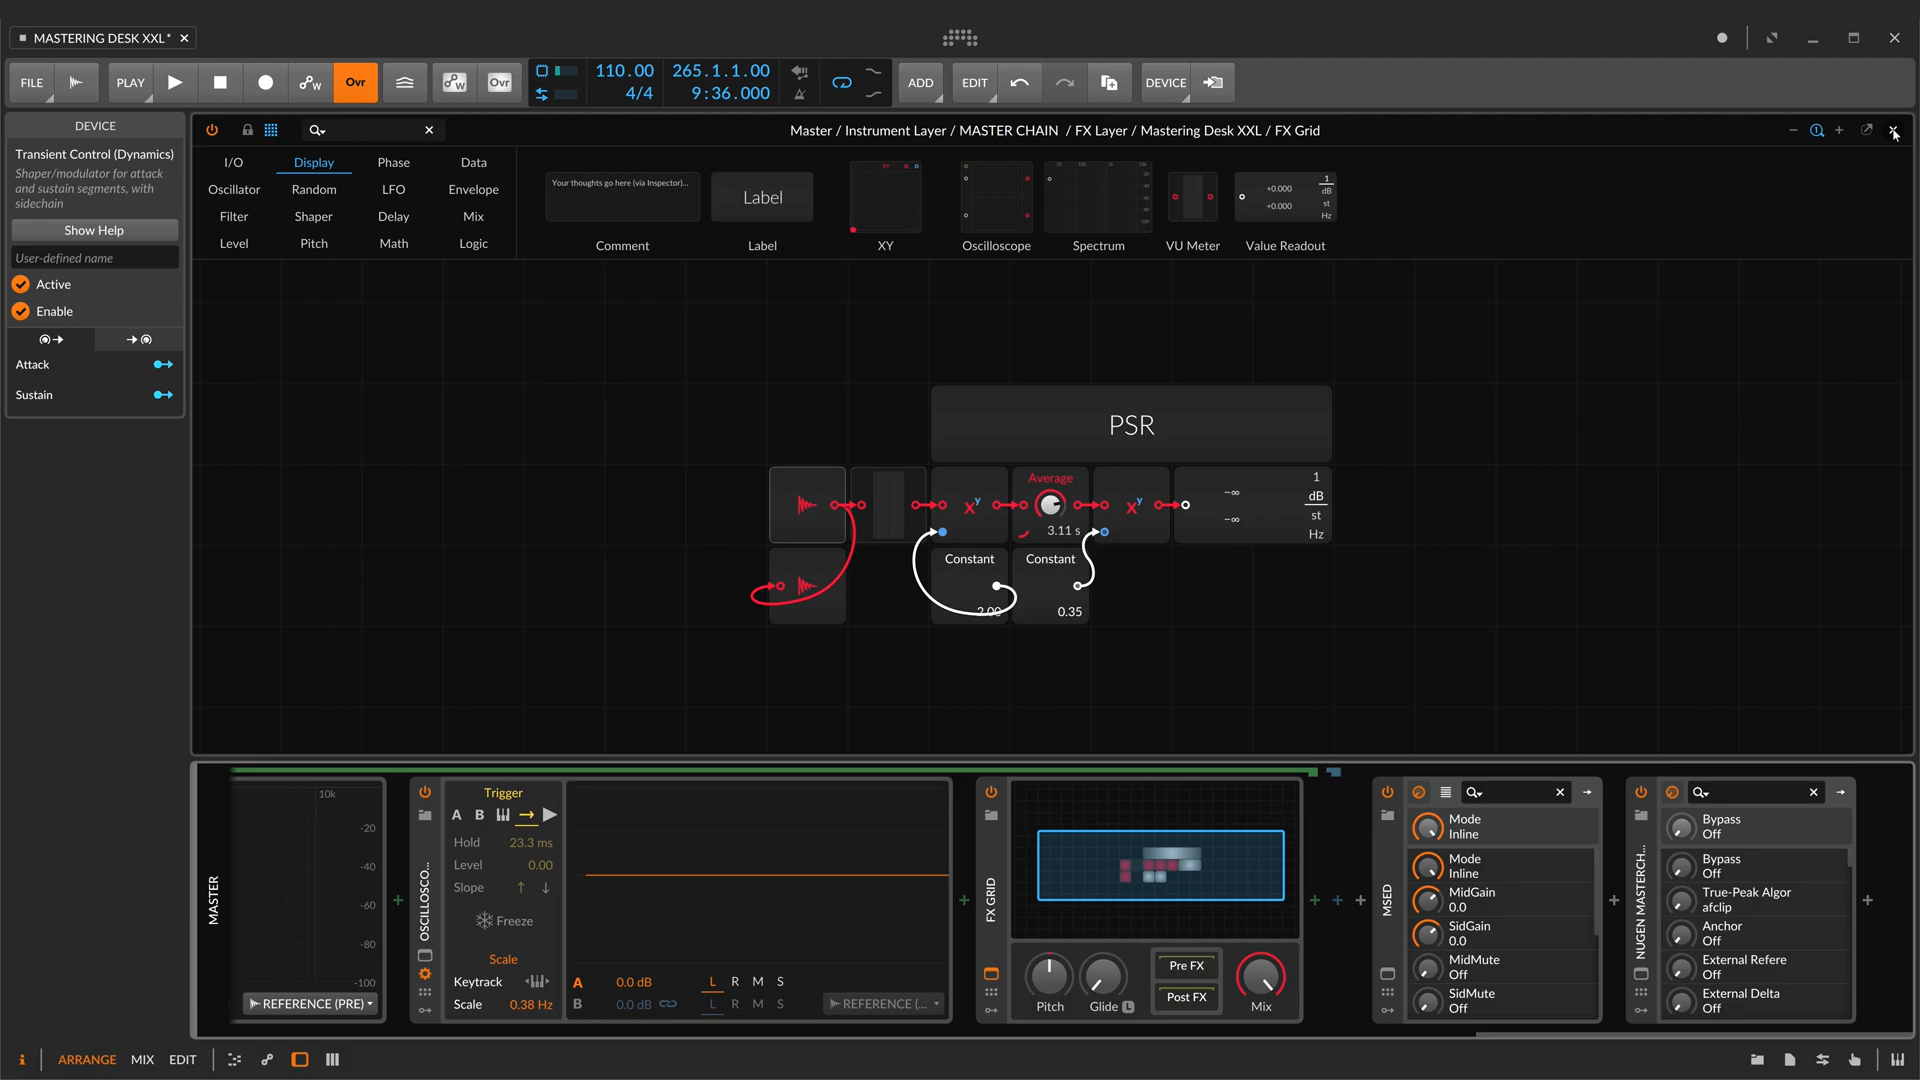 MASTERING DESK XXL*
FILE
PLAY
Ovr
Ovr
110.00
4/4
265.1.1.00
9:36.000
ADD
EDIT
DEVICE
DEVICE
Transient Control (Dynamics)
Shaper/modulator for attack
and sustain segments, with
sidechain
Show Help
User-defined name
Active
Enable
Attack
Sustain
Master / Instrument Layer / MASTER CHAIN / FX Layer / Mastering Desk XXL / FX Grid
I/O Display Phase Data
Oscillator Random LFO Envelope
Filter Shaper Delay Mix
Level Pitch Math Logic
Your thoughts go here (via Inspector)...
Comment
Label
Label
XY
XY
Oscilloscope
Spectrum
VU Meter
+0.000
+0.000
1
dB
st
Hz
Value Readout
PSR
Average
3.11 s
x^y
x^y
-∞
-∞
1
dB
st
Hz
Constant
2.00
Constant
0.35
MASTER
10k
-20
-40
-60
-80
-100
REFERENCE (PRE)
OSCILLOSCO...
Trigger
A B
Hold 23.3 ms
Level 0.00
Slope ↑ ↓
Freeze
Scale
Keytrack
Scale 0.38 Hz
A 0.0 dB L R M S
B 0.0 dB L R M S
REFERENCE (...
FX GRID
Pitch
Glide L
Pre FX
Post FX
Mix
MSED
Mode
Inline
Mode
Inline
MidGain
0.0
SidGain
0.0
MidMute
Off
SidMute
Off
NUGEN MASTERCH...
Bypass
Off
Bypass
Off
True-Peak Algor
afclip
Anchor
Off
External Refere
Off
External Delta
Off
i
ARRANGE MIX EDIT